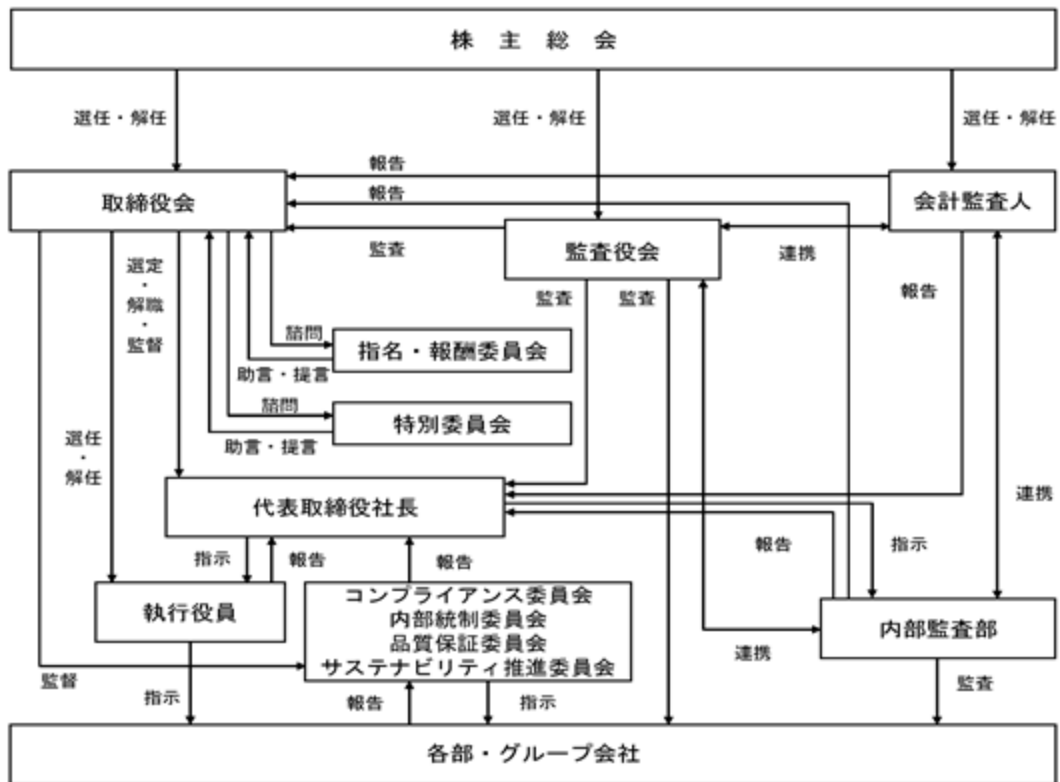 株 主 総 会
選任・解任
選任・解任
選任・解任
報告
取締役会
報告
会計監査人
監査
監査役会
連携
選定
・
解職
・
監督
監査
監査
報告
諮問
指名・報酬委員会
助言・提言
諮問
特別委員会
助言・提言
選任
・
解任
代表取締役社長
連携
指示
報告
報告
報告
指示
執行役員
コンプライアンス委員会
内部統制委員会
品質保証委員会
サステナビリティ推進委員会
内部監査部
連携
監督
指示
報告
指示
監査
各部・グループ会社